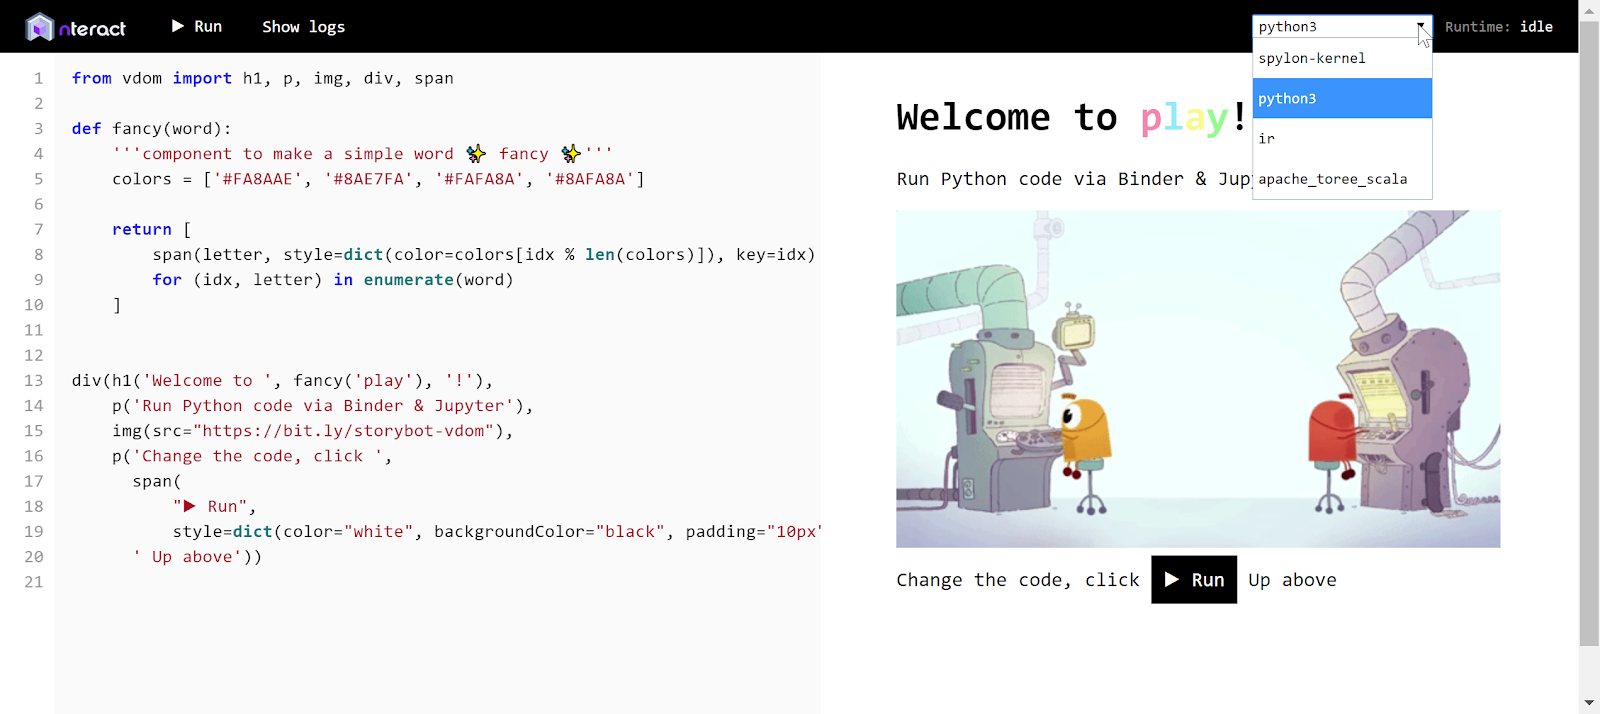 nteract
▶ Run
Show logs
python3
Runtime: idle
spylon-kernel
python3
ir
apache_toree_scala
1 from vdom import h1, p, img, div, span
2
3 def fancy(word):
4     '''component to make a simple word ✨ fancy ✨'''
5     colors = ['#FA8AAE', '#8AE7FA', '#FAFA8A', '#8AFA8A']
6
7     return [
8         span(letter, style=dict(color=colors[idx % len(colors)]), key=idx)
9         for (idx, letter) in enumerate(word)
10     ]
11
12
13 div(h1('Welcome to ', fancy('play'), '!'),
14     p('Run Python code via Binder & Jupyter'),
15     img(src="https://bit.ly/storybot-vdom"),
16     p('Change the code, click ',
17       span(
18           "▶ Run",
19           style=dict(color="white", backgroundColor="black", padding="10px"
20       ' Up above'))
21
Welcome to play!
Run Python code via Binder & Jup
Change the code, click ▶ Run Up above